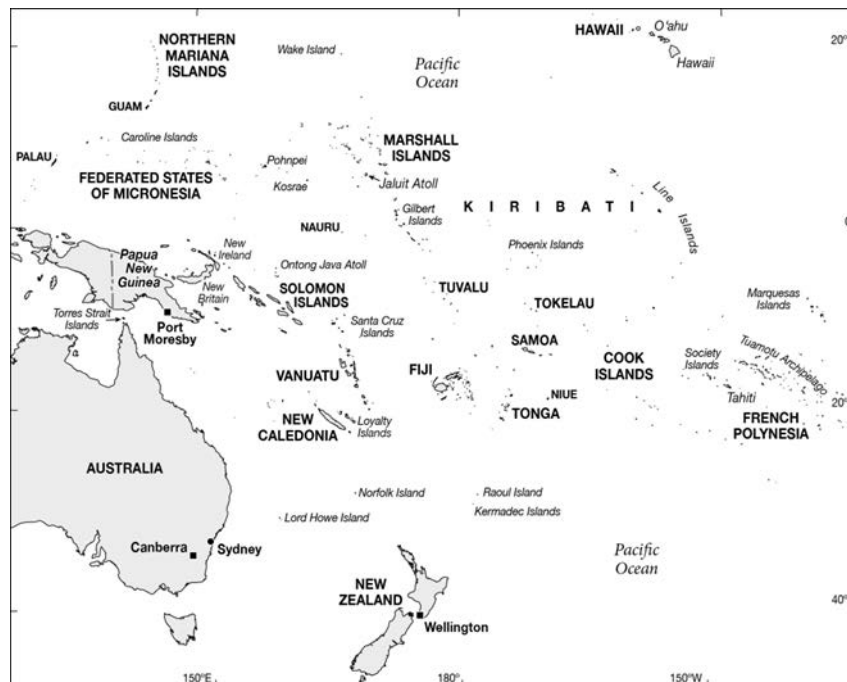 HAWAII
O'ahu
Hawaii
20°
NORTHERN
MARIANA
ISLANDS
Wake Island
Pacific
Ocean
GUAM
Caroline Islands
PALAU
FEDERATED STATES
OF MICRONESIA
Pohnpei
Kosrae
MARSHALL
ISLANDS
Jaluit Atoll
Gilbert
Islands
KIRIBATI
Line
Islands
0
NAURU
Phoenix Islands
Papua
New
Guinea
New
Ireland
New
Britain
Ontong Java Atoll
SOLOMON
ISLANDS
TUVALU
TOKELAU
Marquesas
Islands
Torres Strait
Islands
Port
Moresby
Santa Cruz
Islands
SAMOA
COOK
ISLANDS
Society
Islands
Tuamotu Archipelago
Tahiti
VANUATU
FIJI
NIUE
TONGA
20°
FRENCH
POLYNESIA
NEW
CALEDONIA
Loyalty
Islands
AUSTRALIA
Norfolk Island
Raoul Island
Lord Howe Island
Kermadec Islands
Canberra
Sydney
Pacific
Ocean
NEW
ZEALAND
Wellington
40°
150°E
180°
150°W